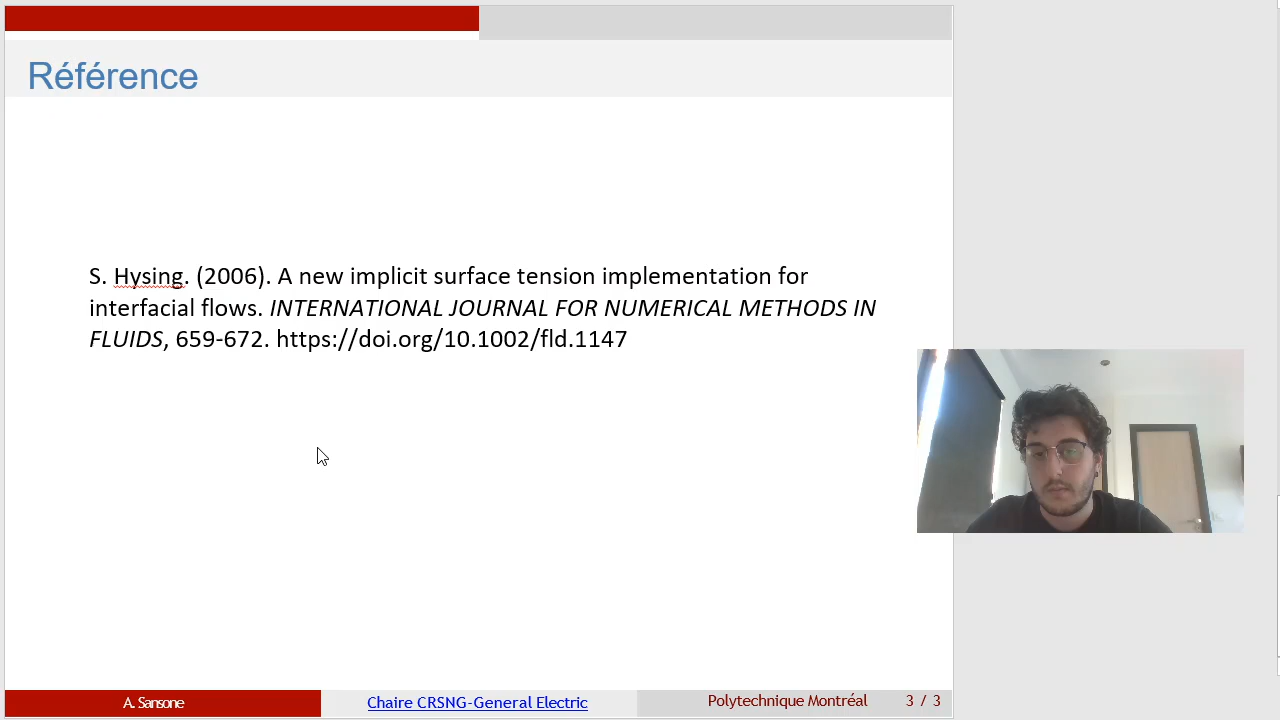 Référence
S. Hysing. (2006). A new implicit surface tension implementation for
interfacial flows. INTERNATIONAL JOURNAL FOR NUMERICAL METHODS IN
FLUIDS, 659-672. https://doi.org/10.1002/fld.1147
A. Sansone
Chaire CRSNG-General Electric
Polytechnique Montréal
3 / 3